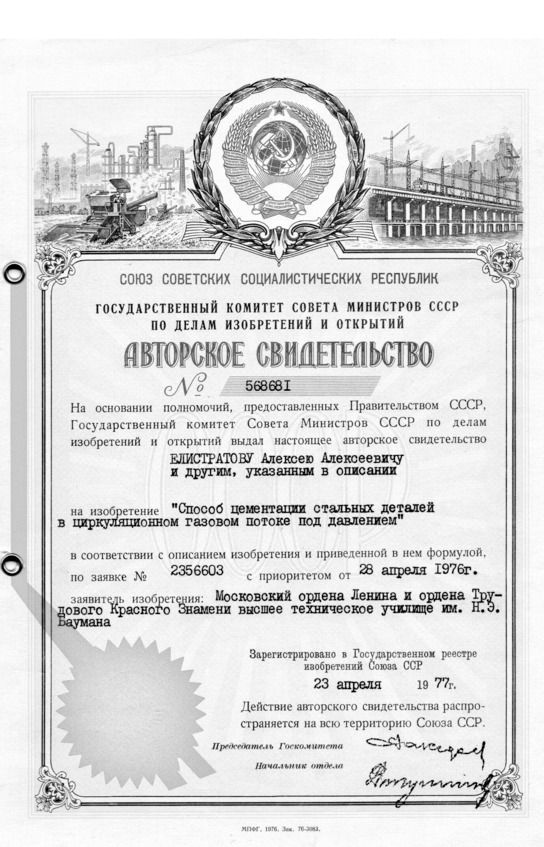 СОЮЗ СОВЕТСКИХ СОЦИАЛИСТИЧЕСКИХ РЕСПУБЛИК
ГОСУДАРСТВЕННЫЙ КОМИТЕТ СОВЕТА МИНИСТРОВ СССР
ПО ДЕЛАМ ИЗОБРЕТЕНИЙ И ОТКРЫТИЙ
АВТОРСКОЕ СВИДЕТЕЛЬСТВО
№ 568681
На основании полномочий, предоставленных Правительством СССР,
Государственный комитет Совета Министров СССР по делам
изобретений и открытий выдал настоящее авторское свидетельство
ЕЛИСТРАТОВУ Алексею Алексеевичу
и другим, указанным в описании
на изобретение "Способ цементации стальных деталей
в циркуляционном газовом потоке под давлением"
в соответствии с описанием изобретения и приведенной в нем формулой,
по заявке № 2356603 с приоритетом от 28 апреля 1976г.
заявитель изобретения: Московский ордена Ленина и ордена Тру-
дового Красного Знамени высшее техническое училище им. Н.Э.
Баумана
Зарегистрировано в Государственном реестре
изобретений Союза ССР
23 апреля 1977г.
Действие авторского свидетельства распро-
страняется на всю территорию Союза ССР.
Председатель Госкомитета
Начальник отдела
МПФГ. 1976. Зак. 76-3083.